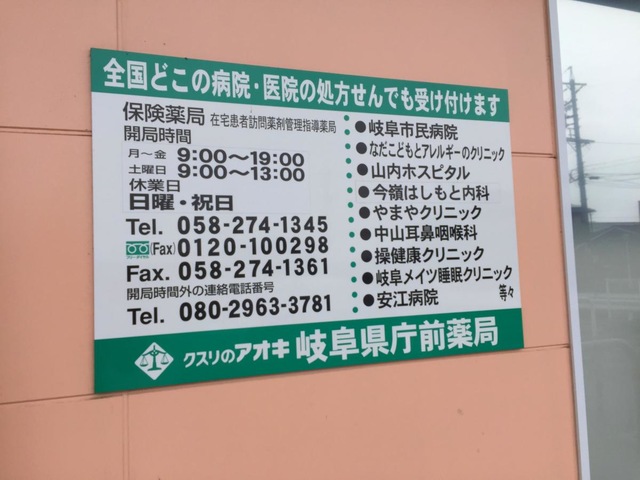 全国どこの病院・医院の処方せんでも受け付けます
保険薬局 在宅患者訪問薬剤管理指導薬局
開局時間
月～金 9:00～19:00
土曜日 9:00～13:00
休業日
日曜・祝日
Tel. 058-274-1345
フリーダイヤル (Fax) 0120-100298
Fax. 058-274-1361
開局時間外の連絡電話番号
Tel. 080-2963-3781
●岐阜市民病院
●なだこどもとアレルギーのクリニック
●山内ホスピタル
●今嶺はしもと内科
●やまやクリニック
●中山耳鼻咽喉科
●操健康クリニック
●岐阜メイツ睡眠クリニック
●安江病院 等々
クスリのアオキ 岐阜県庁前薬局